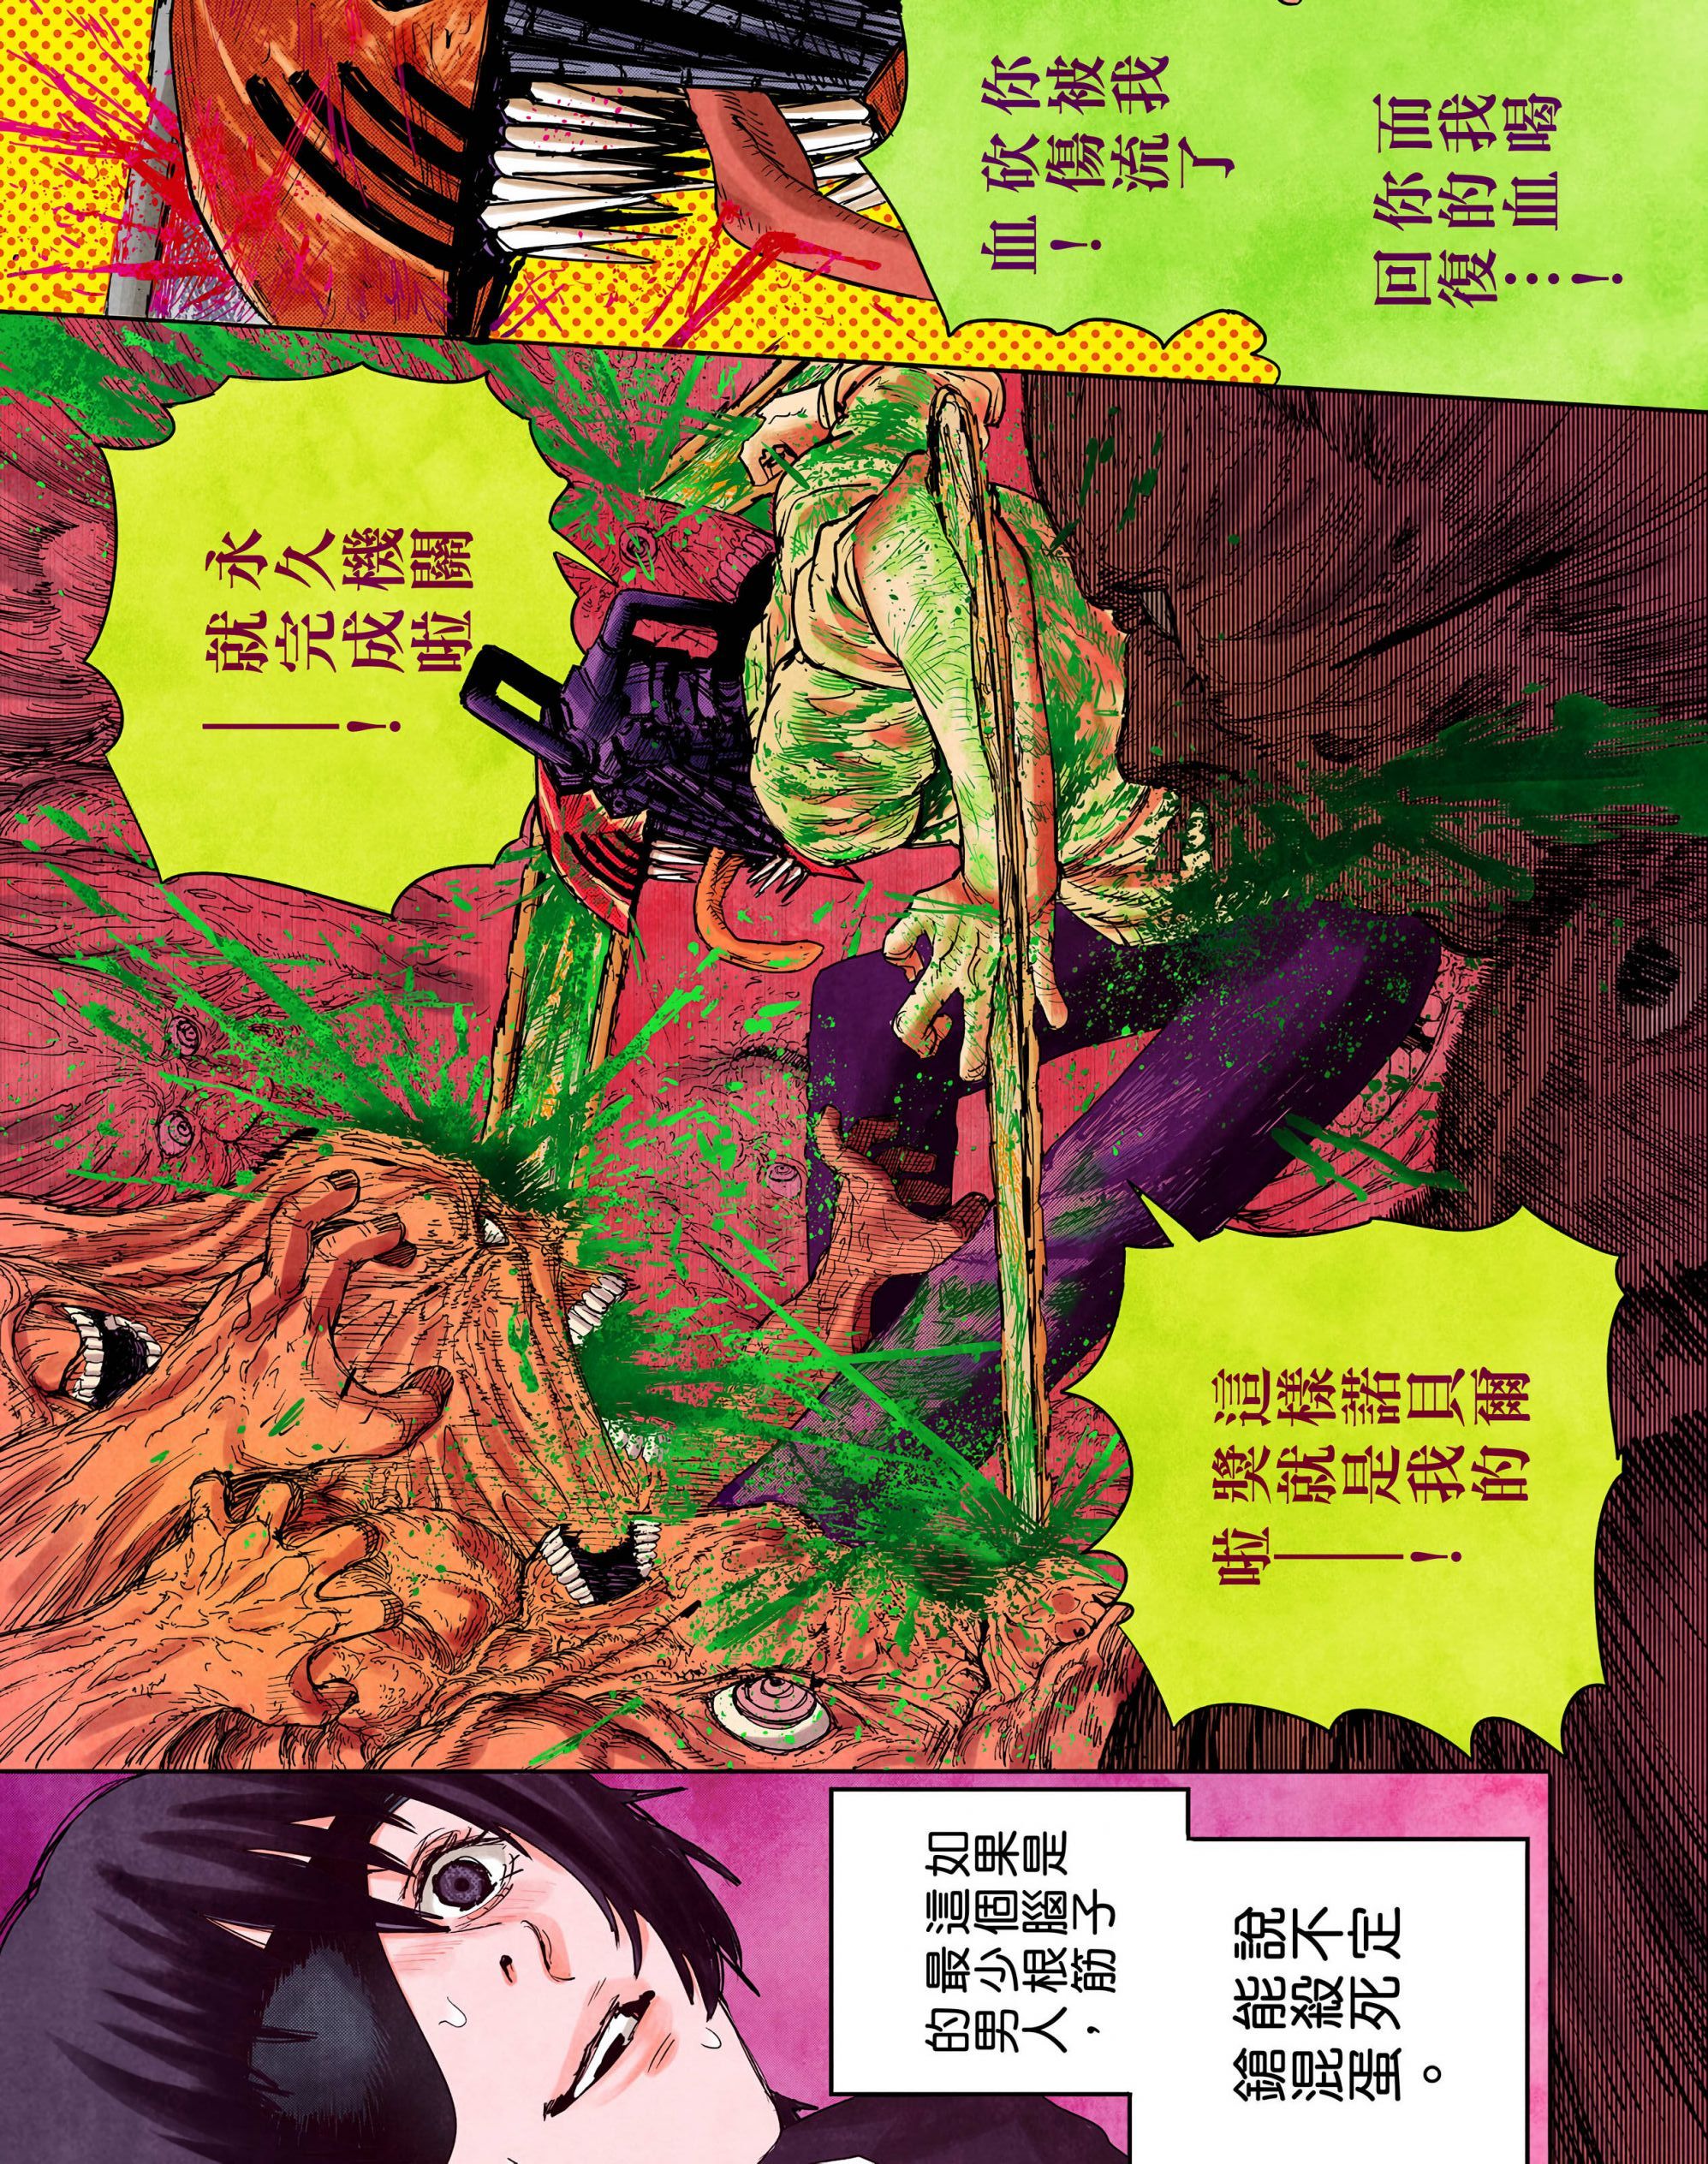 你被我
砍傷流了
血！
而我喝
你的血
回復⋯！
永久機關
就完成啦
——！
這樣諾貝爾
獎就是我的
啦——！
如果是
這個腦子
最少根筋
的男人，
說不定
能殺死
鎗混蛋。